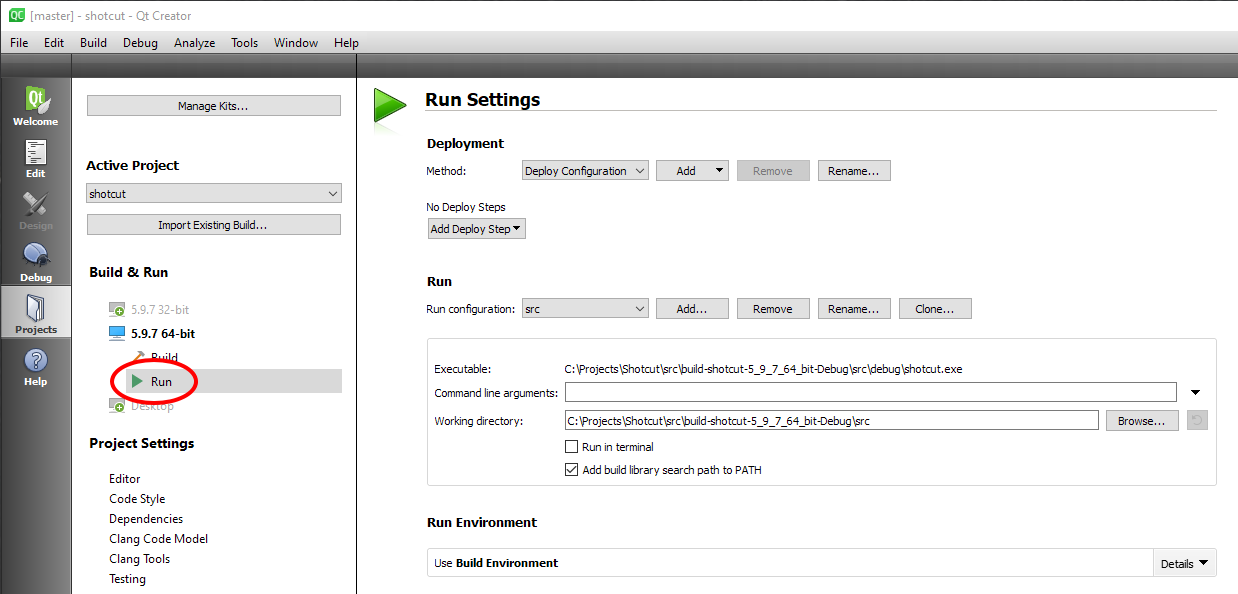 QC [master] - shotcut - Qt Creator
File Edit Build Debug Analyze Tools Window Help
Qt
Welcome
Edit
Design
Debug
Projects
?
Help
Manage Kits...
Active Project
shotcut
Import Existing Build...
Build & Run
5.9.7 32-bit
5.9.7 64-bit
Build
Run
Desktop
Project Settings
Editor
Code Style
Dependencies
Clang Code Model
Clang Tools
Testing
Run Settings
Deployment
Method: Deploy Configuration Add Remove Rename...
No Deploy Steps
Add Deploy Step
Run
Run configuration: src Add... Remove Rename... Clone...
Executable: C:\Projects\Shotcut\src\build-shotcut-5_9_7_64_bit-Debug\src\debug\shotcut.exe
Command line arguments:
Working directory: C:\Projects\Shotcut\src\build-shotcut-5_9_7_64_bit-Debug\src Browse...
Run in terminal
Add build library search path to PATH
Run Environment
Use Build Environment Details